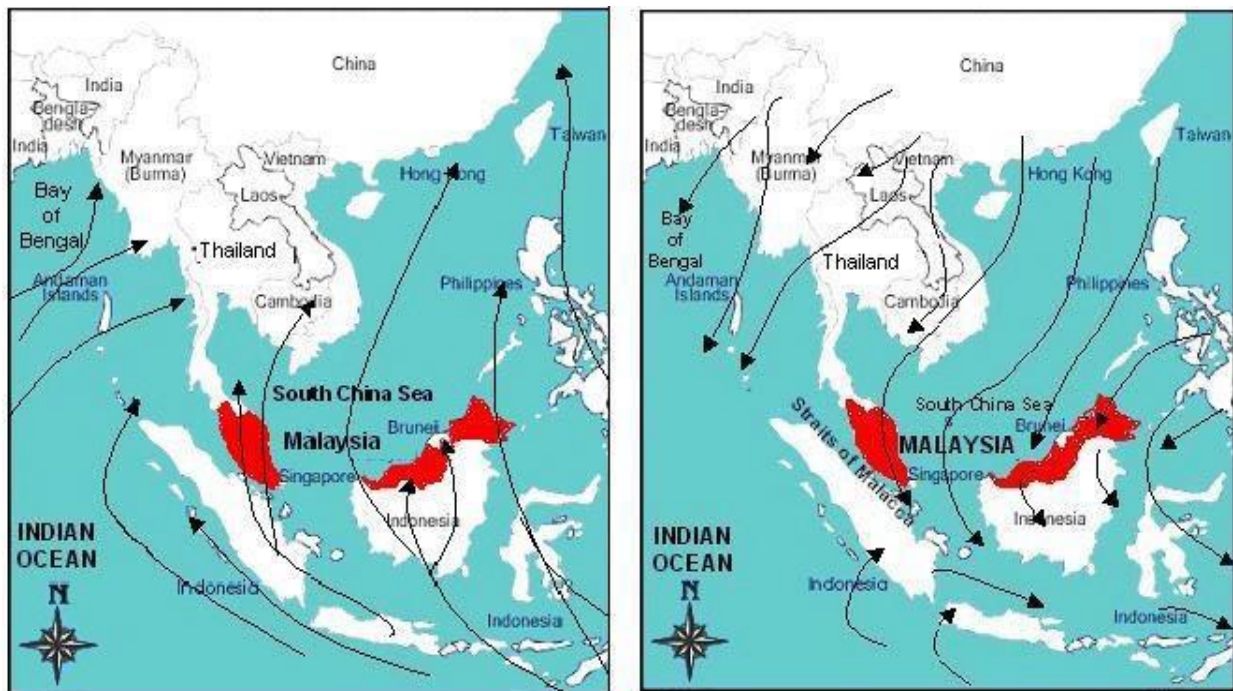 China
India
Bengla-
desh
India
Taiwan
Myanmar
(Burma)
Vietnam
Hong Kong
Laos
Bay
of
Bengal
Thailand
Andaman
Islands
Philippines
Cambodia
South China Sea
Brunei
Malaysia
Singapore
Indonesia
INDIAN
OCEAN
Indonesia
N
Indonesia
China
India
Bengla-
desh
India
Taiwan
Myanmar
(Burma)
Vietnam
Hong Kong
Laos
Bay
of
Bengal
Thailand
Andaman
Islands
Philippines
Cambodia
South China Sea
Brunei
Straits of Malacca
MALAYSIA
Singapore
Indonesia
INDIAN
OCEAN
Indonesia
N
Indonesia